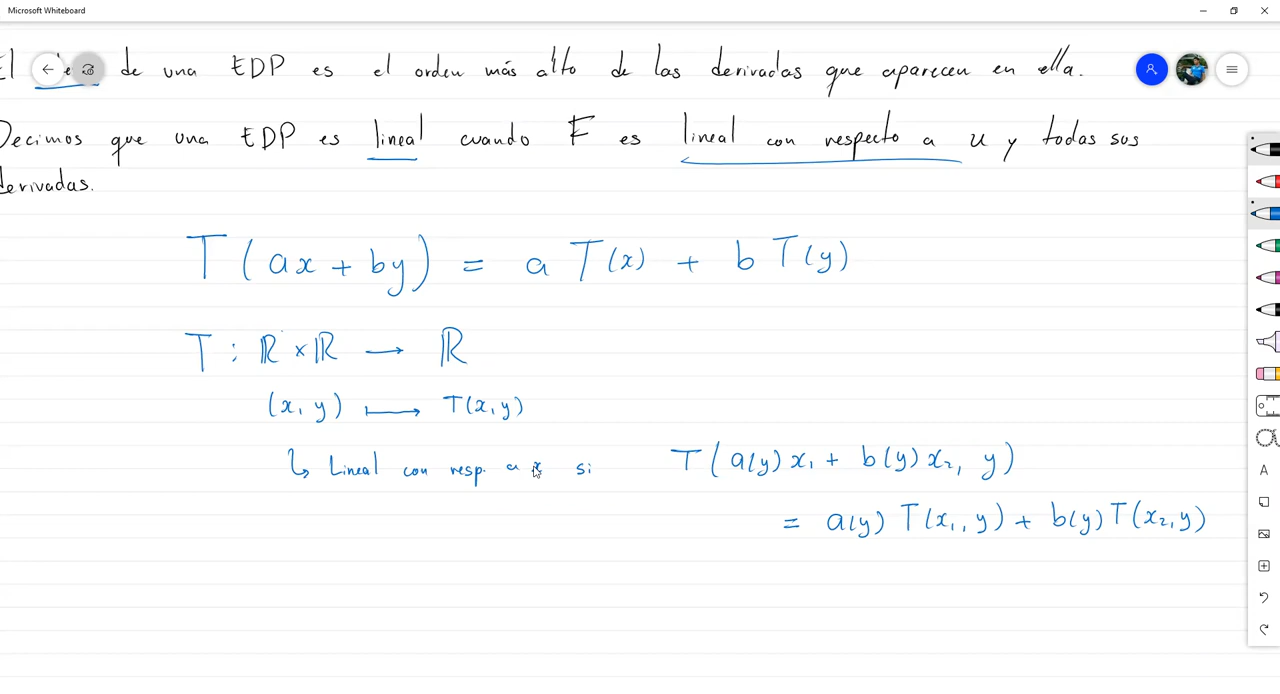 Microsoft Whiteboard
El de una EDP es el orden más alto de las derivadas que aparecen en ella.
Decimos que una EDP es lineal cuando F es lineal con respecto a u y todas sus
derivadas.
T(ax + by) = a T(x) + b T(y)
T : ℝ × ℝ → ℝ
(x, y) ⟼ T(x, y)
↳ Lineal con resp. a x si T(a(y) x₁ + b(y) x₂, y)
= a(y) T(x₁, y) + b(y) T(x₂, y)
A